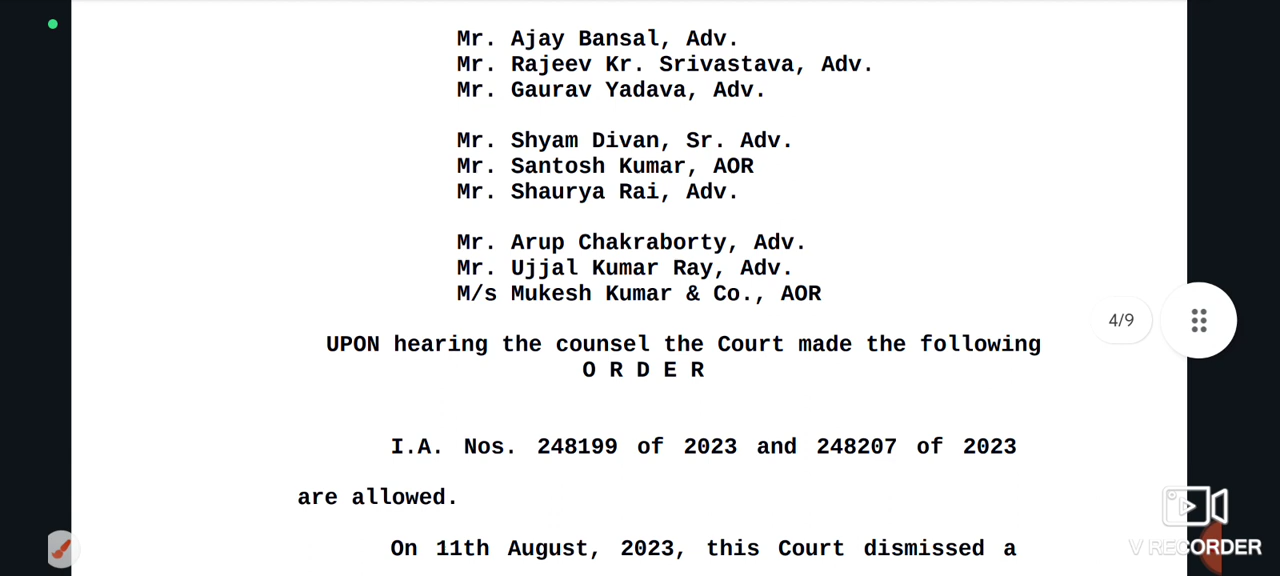 Mr. Ajay Bansal, Adv.
Mr. Rajeev Kr. Srivastava, Adv.
Mr. Gaurav Yadava, Adv.
Mr. Shyam Divan, Sr. Adv.
Mr. Santosh Kumar, AOR
Mr. Shaurya Rai, Adv.
Mr. Arup Chakraborty, Adv.
Mr. Ujjal Kumar Ray, Adv.
M/s Mukesh Kumar & Co., AOR
4/9
UPON hearing the counsel the Court made the following
O R D E R
I.A. Nos. 248199 of 2023 and 248207 of 2023
are allowed.
On 11th August, 2023, this Court dismissed a
V RECORDER